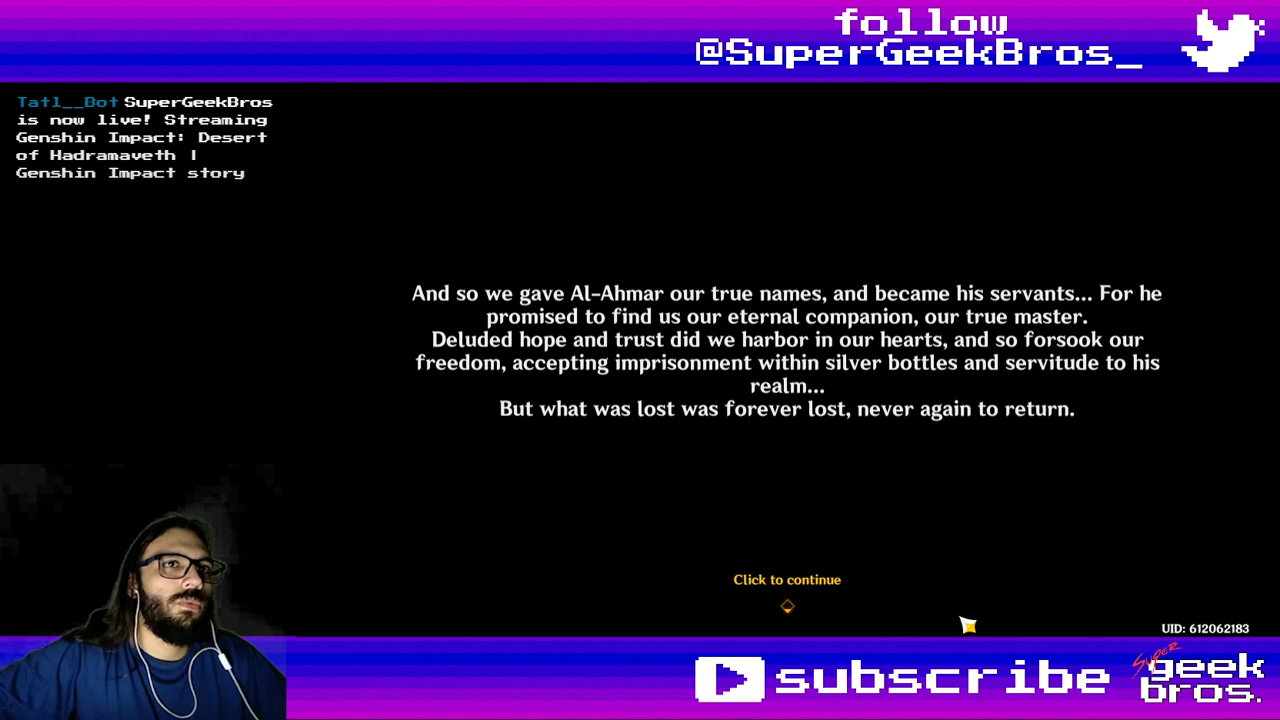 follow
@SuperGeekBros_
Tatl__Bot SuperGeekBros
is now live! Streaming
Genshin Impact: Desert
of Hadramaveth |
Genshin Impact story
And so we gave Al-Ahmar our true names, and became his servants... For he
promised to find us our eternal companion, our true master.
Deluded hope and trust did we harbor in our hearts, and so forsook our
freedom, accepting imprisonment within silver bottles and servitude to his
realm...
But what was lost was forever lost, never again to return.
Click to continue
UID: 612062183
subscribe
SUPER
geek
bros.